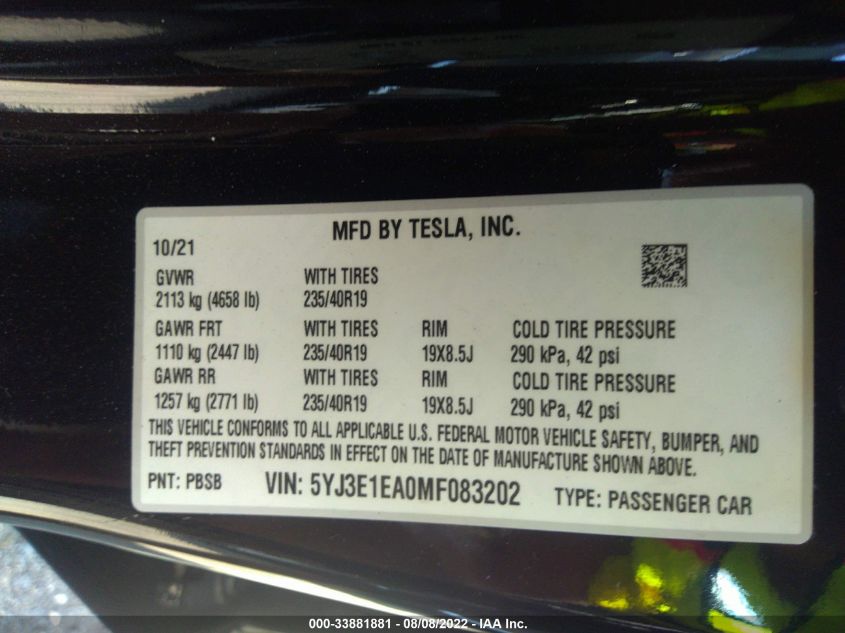 MFD BY TESLA, INC.
10/21
GVWR WITH TIRES
2113 kg (4658 lb) 235/40R19
GAWR FRT WITH TIRES RIM COLD TIRE PRESSURE
1110 kg (2447 lb) 235/40R19 19X8.5J 290 kPa, 42 psi
GAWR RR WITH TIRES RIM COLD TIRE PRESSURE
1257 kg (2771 lb) 235/40R19 19X8.5J 290 kPa, 42 psi
THIS VEHICLE CONFORMS TO ALL APPLICABLE U.S. FEDERAL MOTOR VEHICLE SAFETY, BUMPER, AND
THEFT PREVENTION STANDARDS IN EFFECT ON THE DATE OF MANUFACTURE SHOWN ABOVE.
PNT: PBSB VIN: 5YJ3E1EA0MF083202 TYPE: PASSENGER CAR
000-33881881 - 08/08/2022 - IAA Inc.